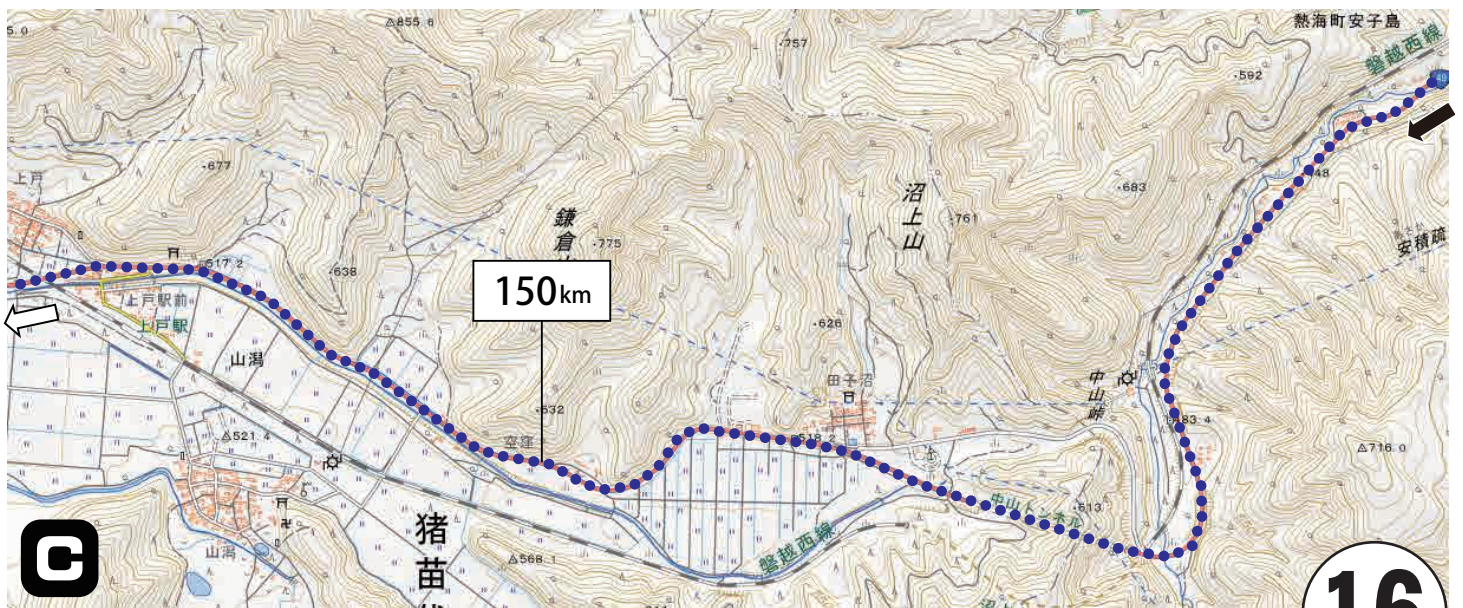 5.0
△855.6
・757
熱海町安子島
磐越西線
・592
49
・677
上戸
・683
48
鎌倉
沼上山
・761
・775
安積疏
517.2
・638
150km
上戸駅前
上戸駅
・626
山潟
田子沼
中山峠
・632
483.4
△521.4
空窪
518.2
△716.0
中山トンネル
・613
猪苗
磐越西線
山潟
△568.1
C
16